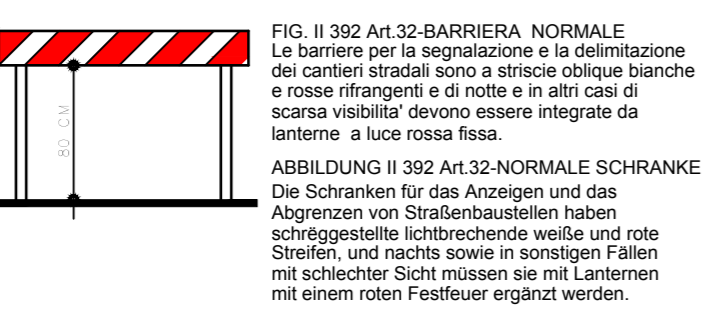 FIG. II 392 Art.32-BARRIERA NORMALE
Le barriere per la segnalazione e la delimitazione
dei cantieri stradali sono a striscie oblique bianche
e rosse rifrangenti e di notte e in altri casi di
scarsa visibilita' devono essere integrate da
lanterne a luce rossa fissa.
80 CM
ABBILDUNG II 392 Art.32-NORMALE SCHRANKE
Die Schranken für das Anzeigen und das
Abgrenzen von Straßenbaustellen haben
schrëggestellte lichtbrechende weiße und rote
Streifen, und nachts sowie in sonstigen Fällen
mit schlechter Sicht müssen sie mit Lanternen
mit einem roten Festfeuer ergänzt werden.